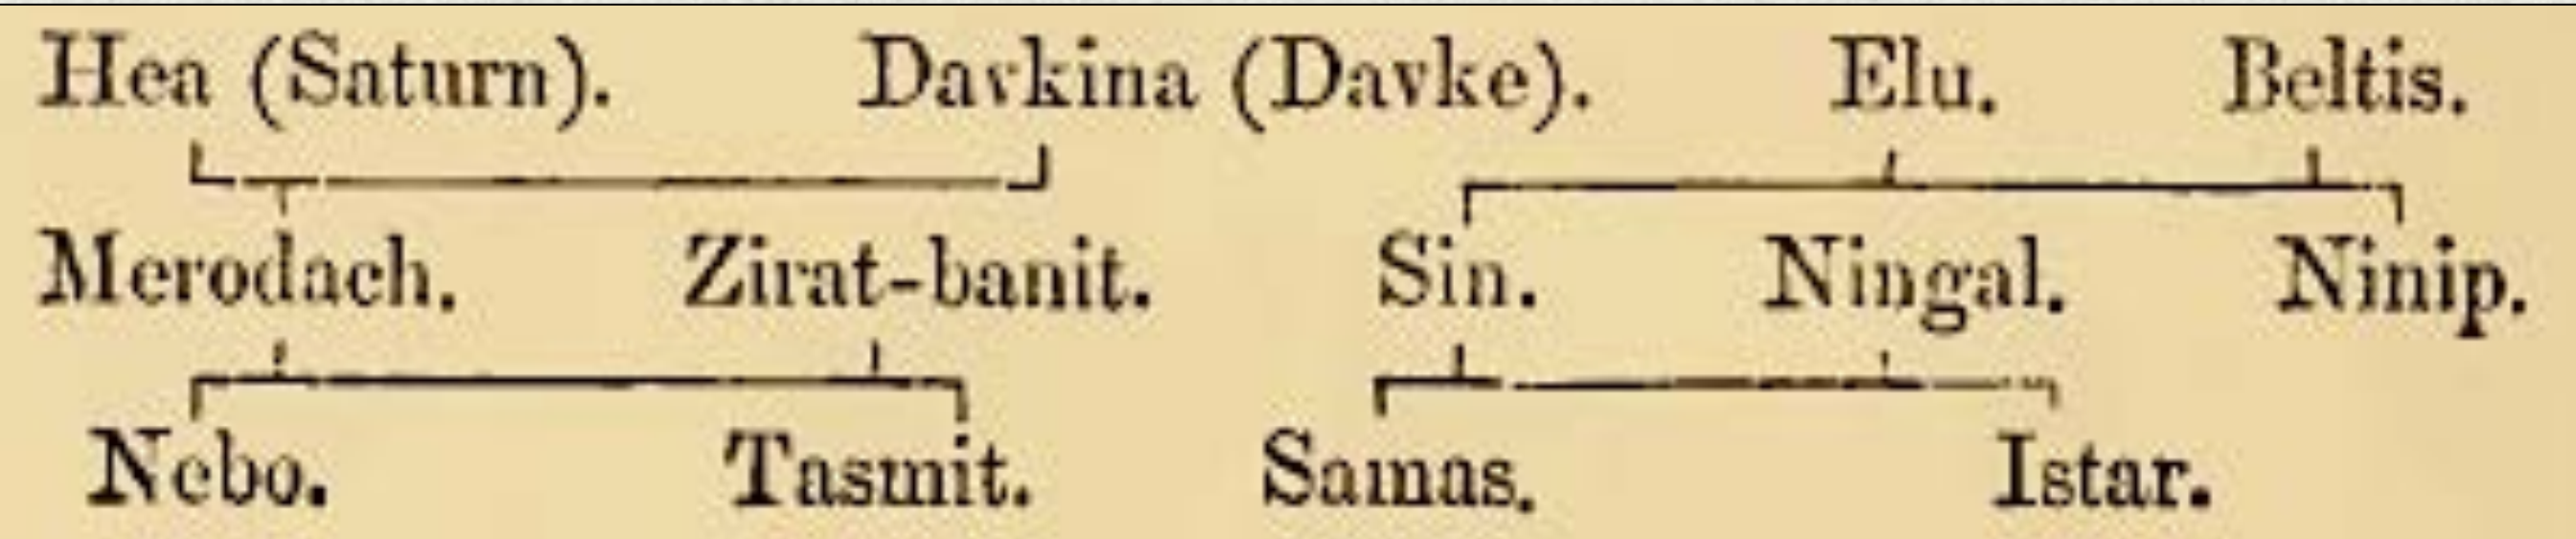 Hea (Saturn). Davkina (Davke). Elu. Beltis.
Merodach. Zirat-banit. Sin. Ningal. Ninip.
Nebo. Tasmit. Samas. Istar.